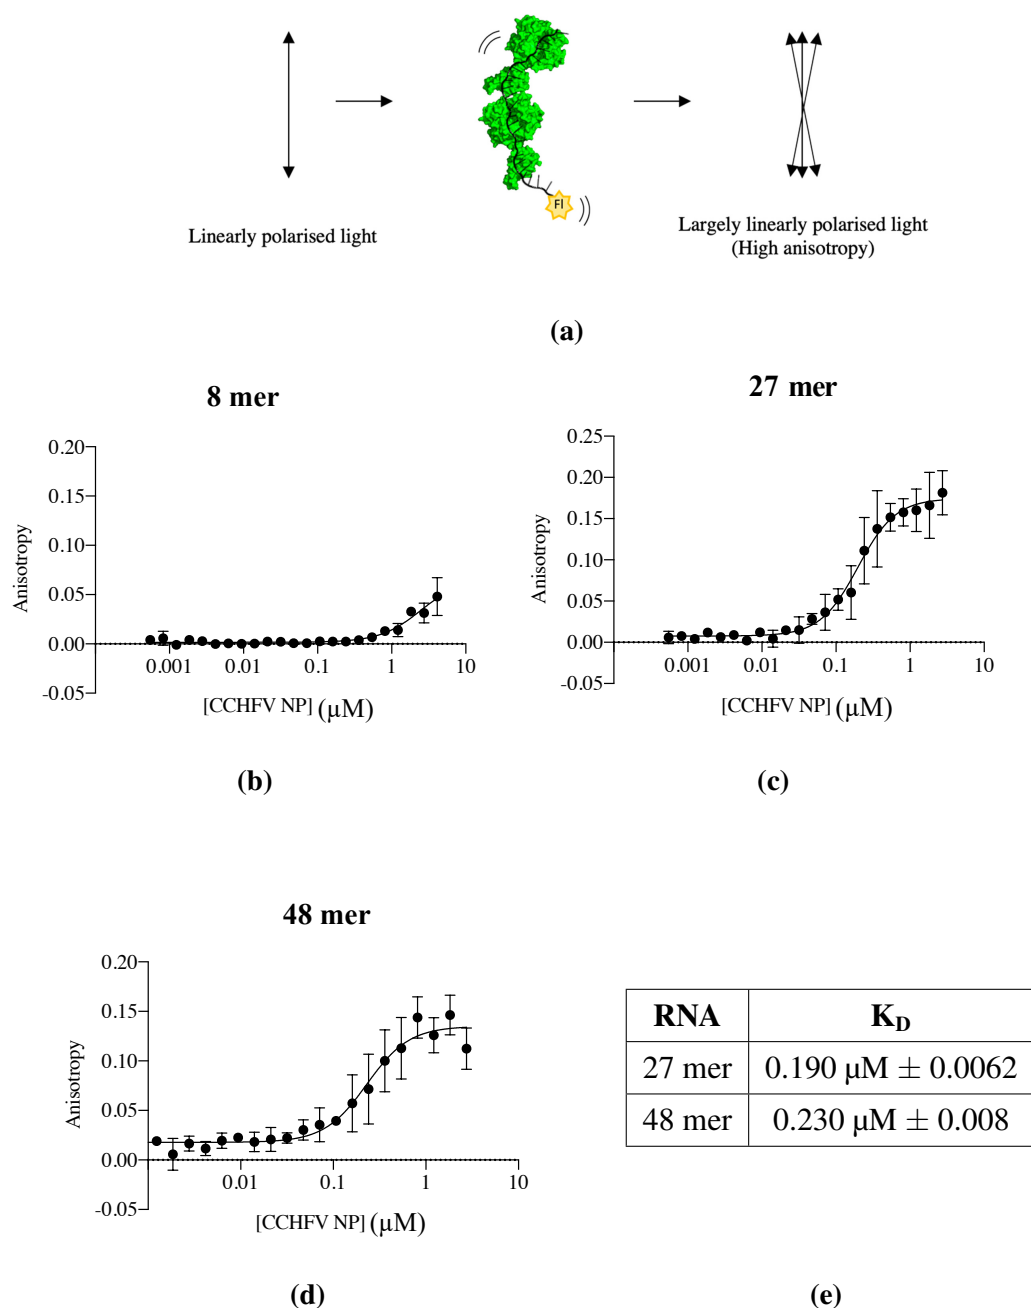 Fl
Linearly polarised light
Largely linearly polarised light
(High anisotropy)
(a)
8 mer
0.20
0.15
0.10
0.05
0.00
-0.05
Anisotropy
0.001
0.01
0.1
1
10
[CCHFV NP] (μM)
(b)
27 mer
0.25
0.20
0.15
0.10
0.05
0.00
-0.05
Anisotropy
0.001
0.01
0.1
1
10
[CCHFV NP] (μM)
(c)
48 mer
0.20
0.15
0.10
0.05
0.00
-0.05
Anisotropy
0.01
0.1
1
10
[CCHFV NP] (μM)
(d)
RNA K_D
27 mer 0.190 μM ± 0.0062
48 mer 0.230 μM ± 0.008
(e)